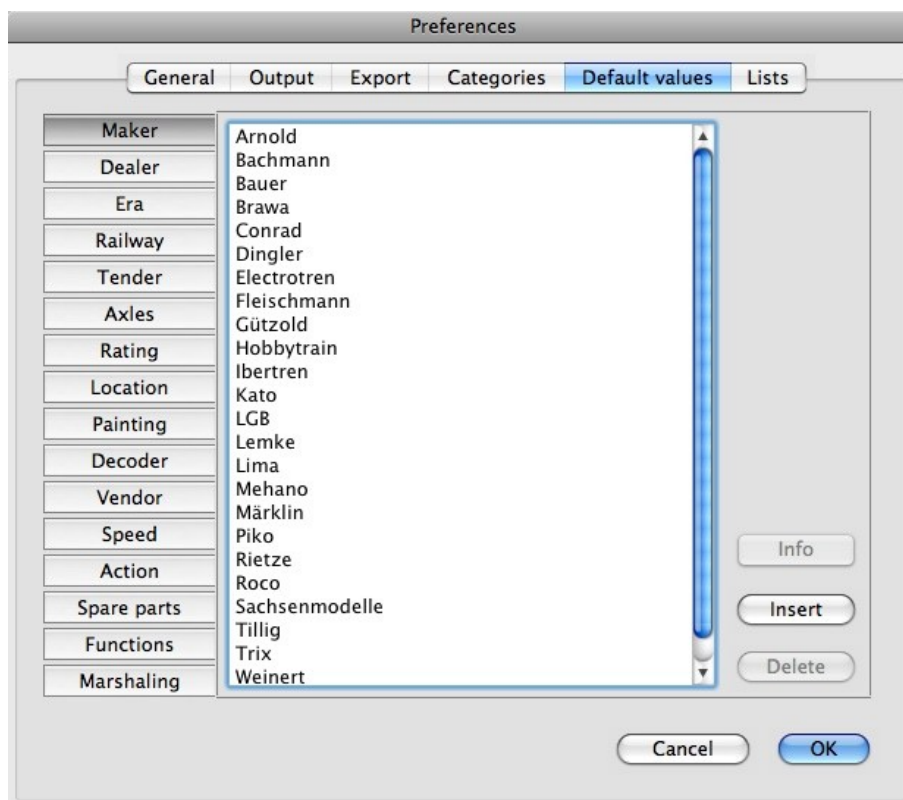 Preferences
General Output Export Categories Default values Lists
Maker
Dealer
Era
Railway
Tender
Axles
Rating
Location
Painting
Decoder
Vendor
Speed
Action
Spare parts
Functions
Marshaling
Arnold
Bachmann
Bauer
Brawa
Conrad
Dingler
Electrotren
Fleischmann
Gützold
Hobbytrain
Ibertren
Kato
LGB
Lemke
Lima
Mehano
Märklin
Piko
Rietze
Roco
Sachsenmodelle
Tillig
Trix
Weinert
Info
Insert
Delete
Cancel OK